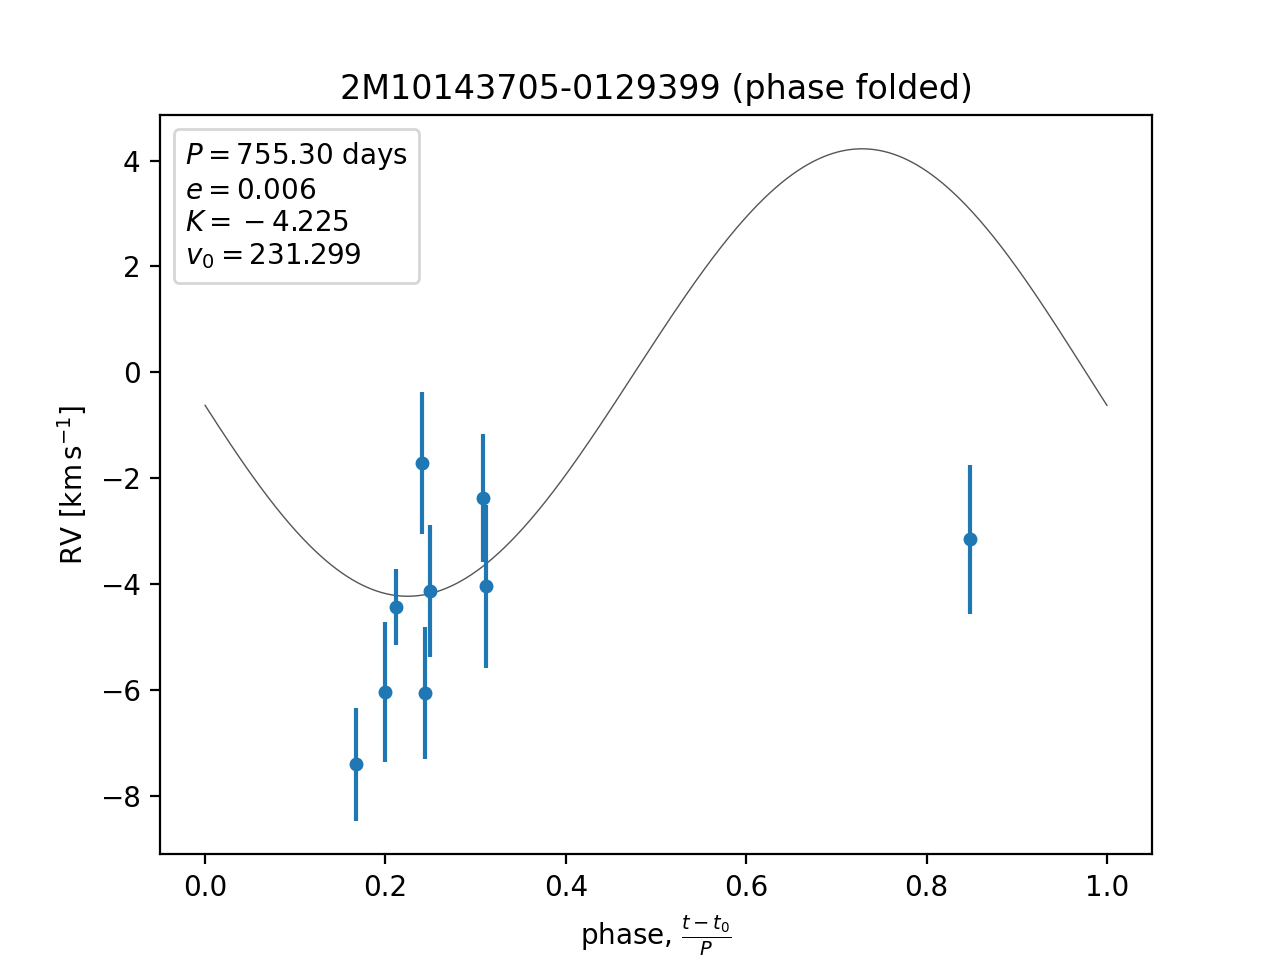 2M10143705-0129399 (phase folded)
P = 755.30 days
e = 0.006
K = −4.225
v₀ = 231.299
4
2
0
−2
−4
−6
−8
RV [km s⁻¹]
0.0 0.2 0.4 0.6 0.8 1.0
phase, (t − t₀)/P